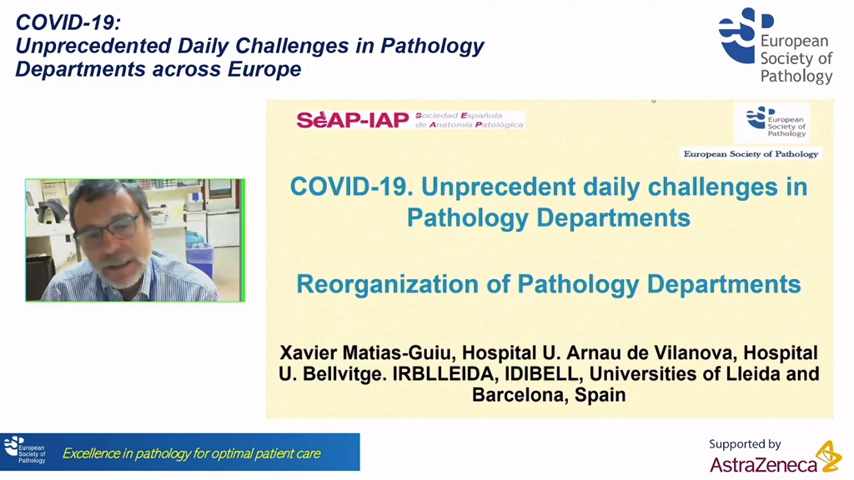 COVID-19:
Unprecedented Daily Challenges in Pathology
Departments across Europe
European
Society of
Pathology
SEAP-IAP
Sociedad Española
de Anatomía Patológica
European
Society of
Pathology
European Society of Pathology
COVID-19. Unprecedent daily challenges in
Pathology Departments
Reorganization of Pathology Departments
Xavier Matias-Guiu, Hospital U. Arnau de Vilanova, Hospital
U. Bellvitge. IRBLLEIDA, IDIBELL, Universities of Lleida and
Barcelona, Spain
European
Society of
Pathology
Excellence in pathology for optimal patient care
Supported by
AstraZeneca